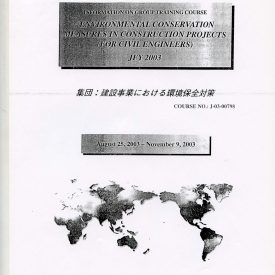 INFORMATION ON GROUP TRAINING COURSE
ENVIRONMENTAL CONSERVATION
MEASURES IN CONSTRUCTION PROJECTS
(FOR CIVIL ENGINEERS)
JFY 2003
集団：建設事業における環境保全対策
COURSE NO.: J-03-00798
August 25, 2003 – November 9, 2003